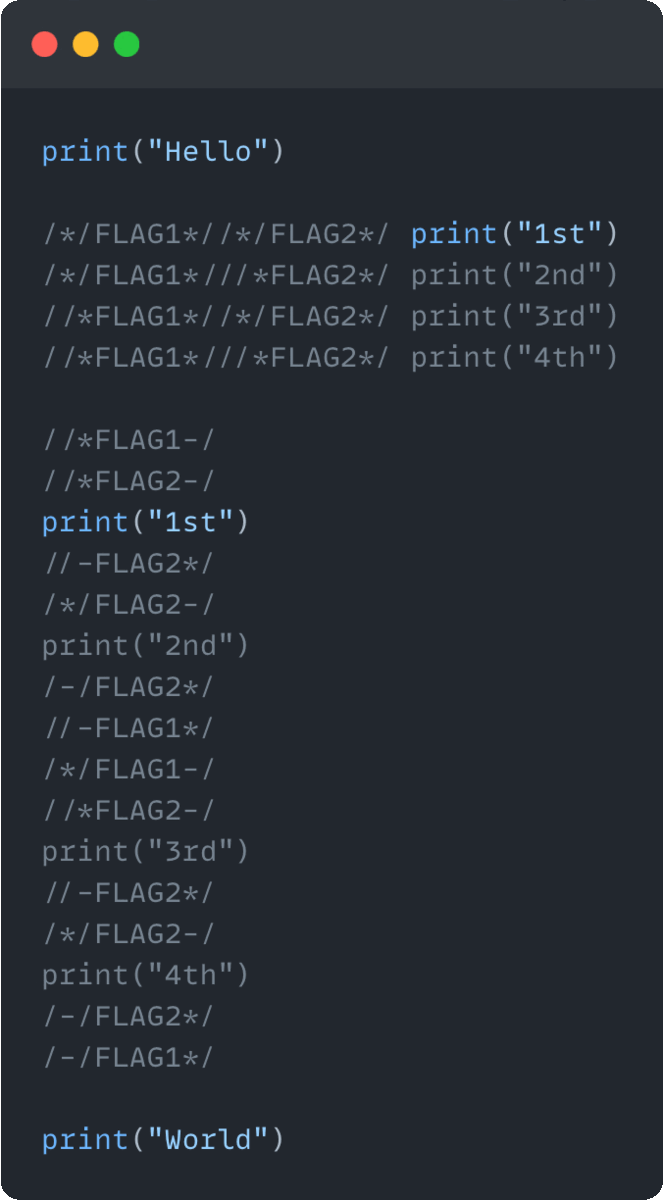 print("Hello")
/*/FLAG1*//*/FLAG2*/ print("1st")
/*/FLAG1*///*FLAG2*/ print("2nd")
//*FLAG1*//*/FLAG2*/ print("3rd")
//*FLAG1*///*FLAG2*/ print("4th")
//*FLAG1-/
//*FLAG2-/
print("1st")
//-FLAG2*/
/*/FLAG2-/
print("2nd")
/-/FLAG2*/
//-FLAG1*/
/*/FLAG1-/
//*FLAG2-/
print("3rd")
//-FLAG2*/
/*/FLAG2-/
print("4th")
/-/FLAG2*/
/-/FLAG1*/
print("World")